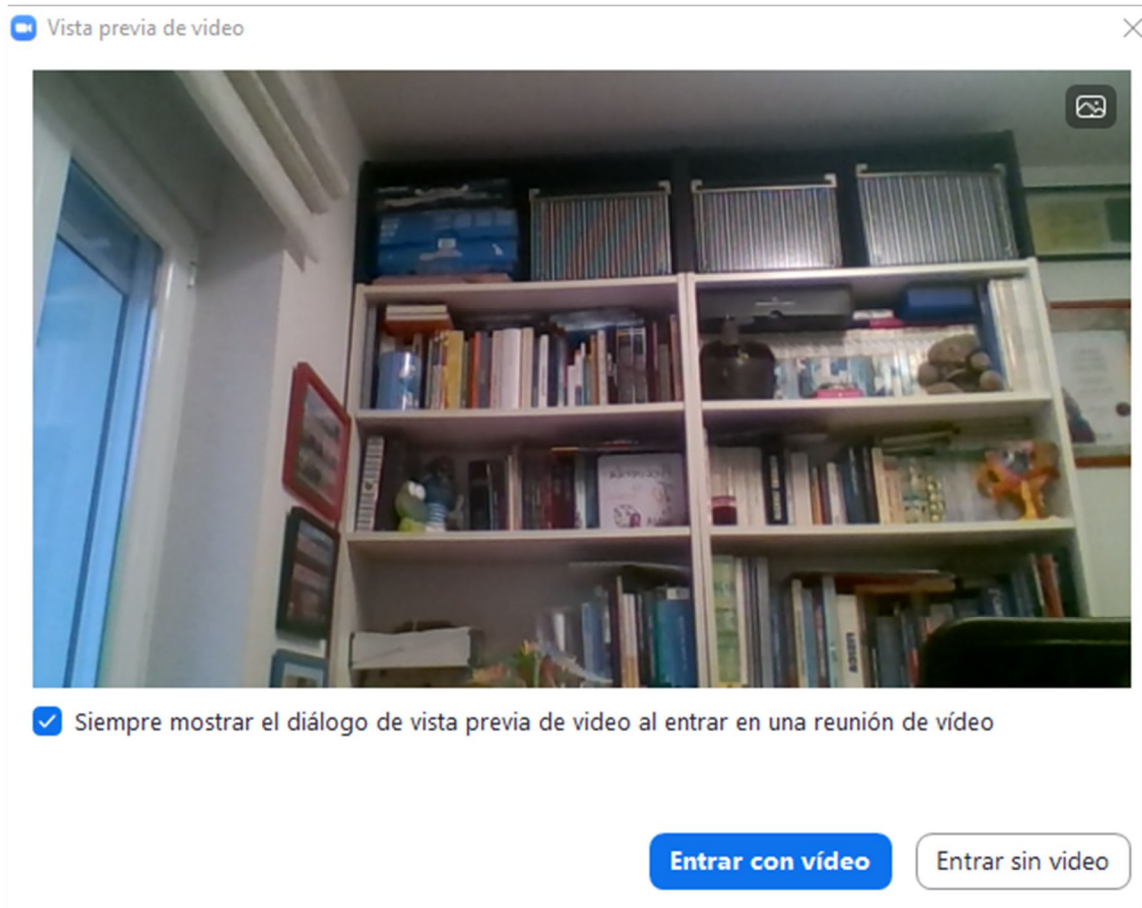 Vista previa de video
Siempre mostrar el diálogo de vista previa de video al entrar en una reunión de vídeo
Entrar con vídeo
Entrar sin video